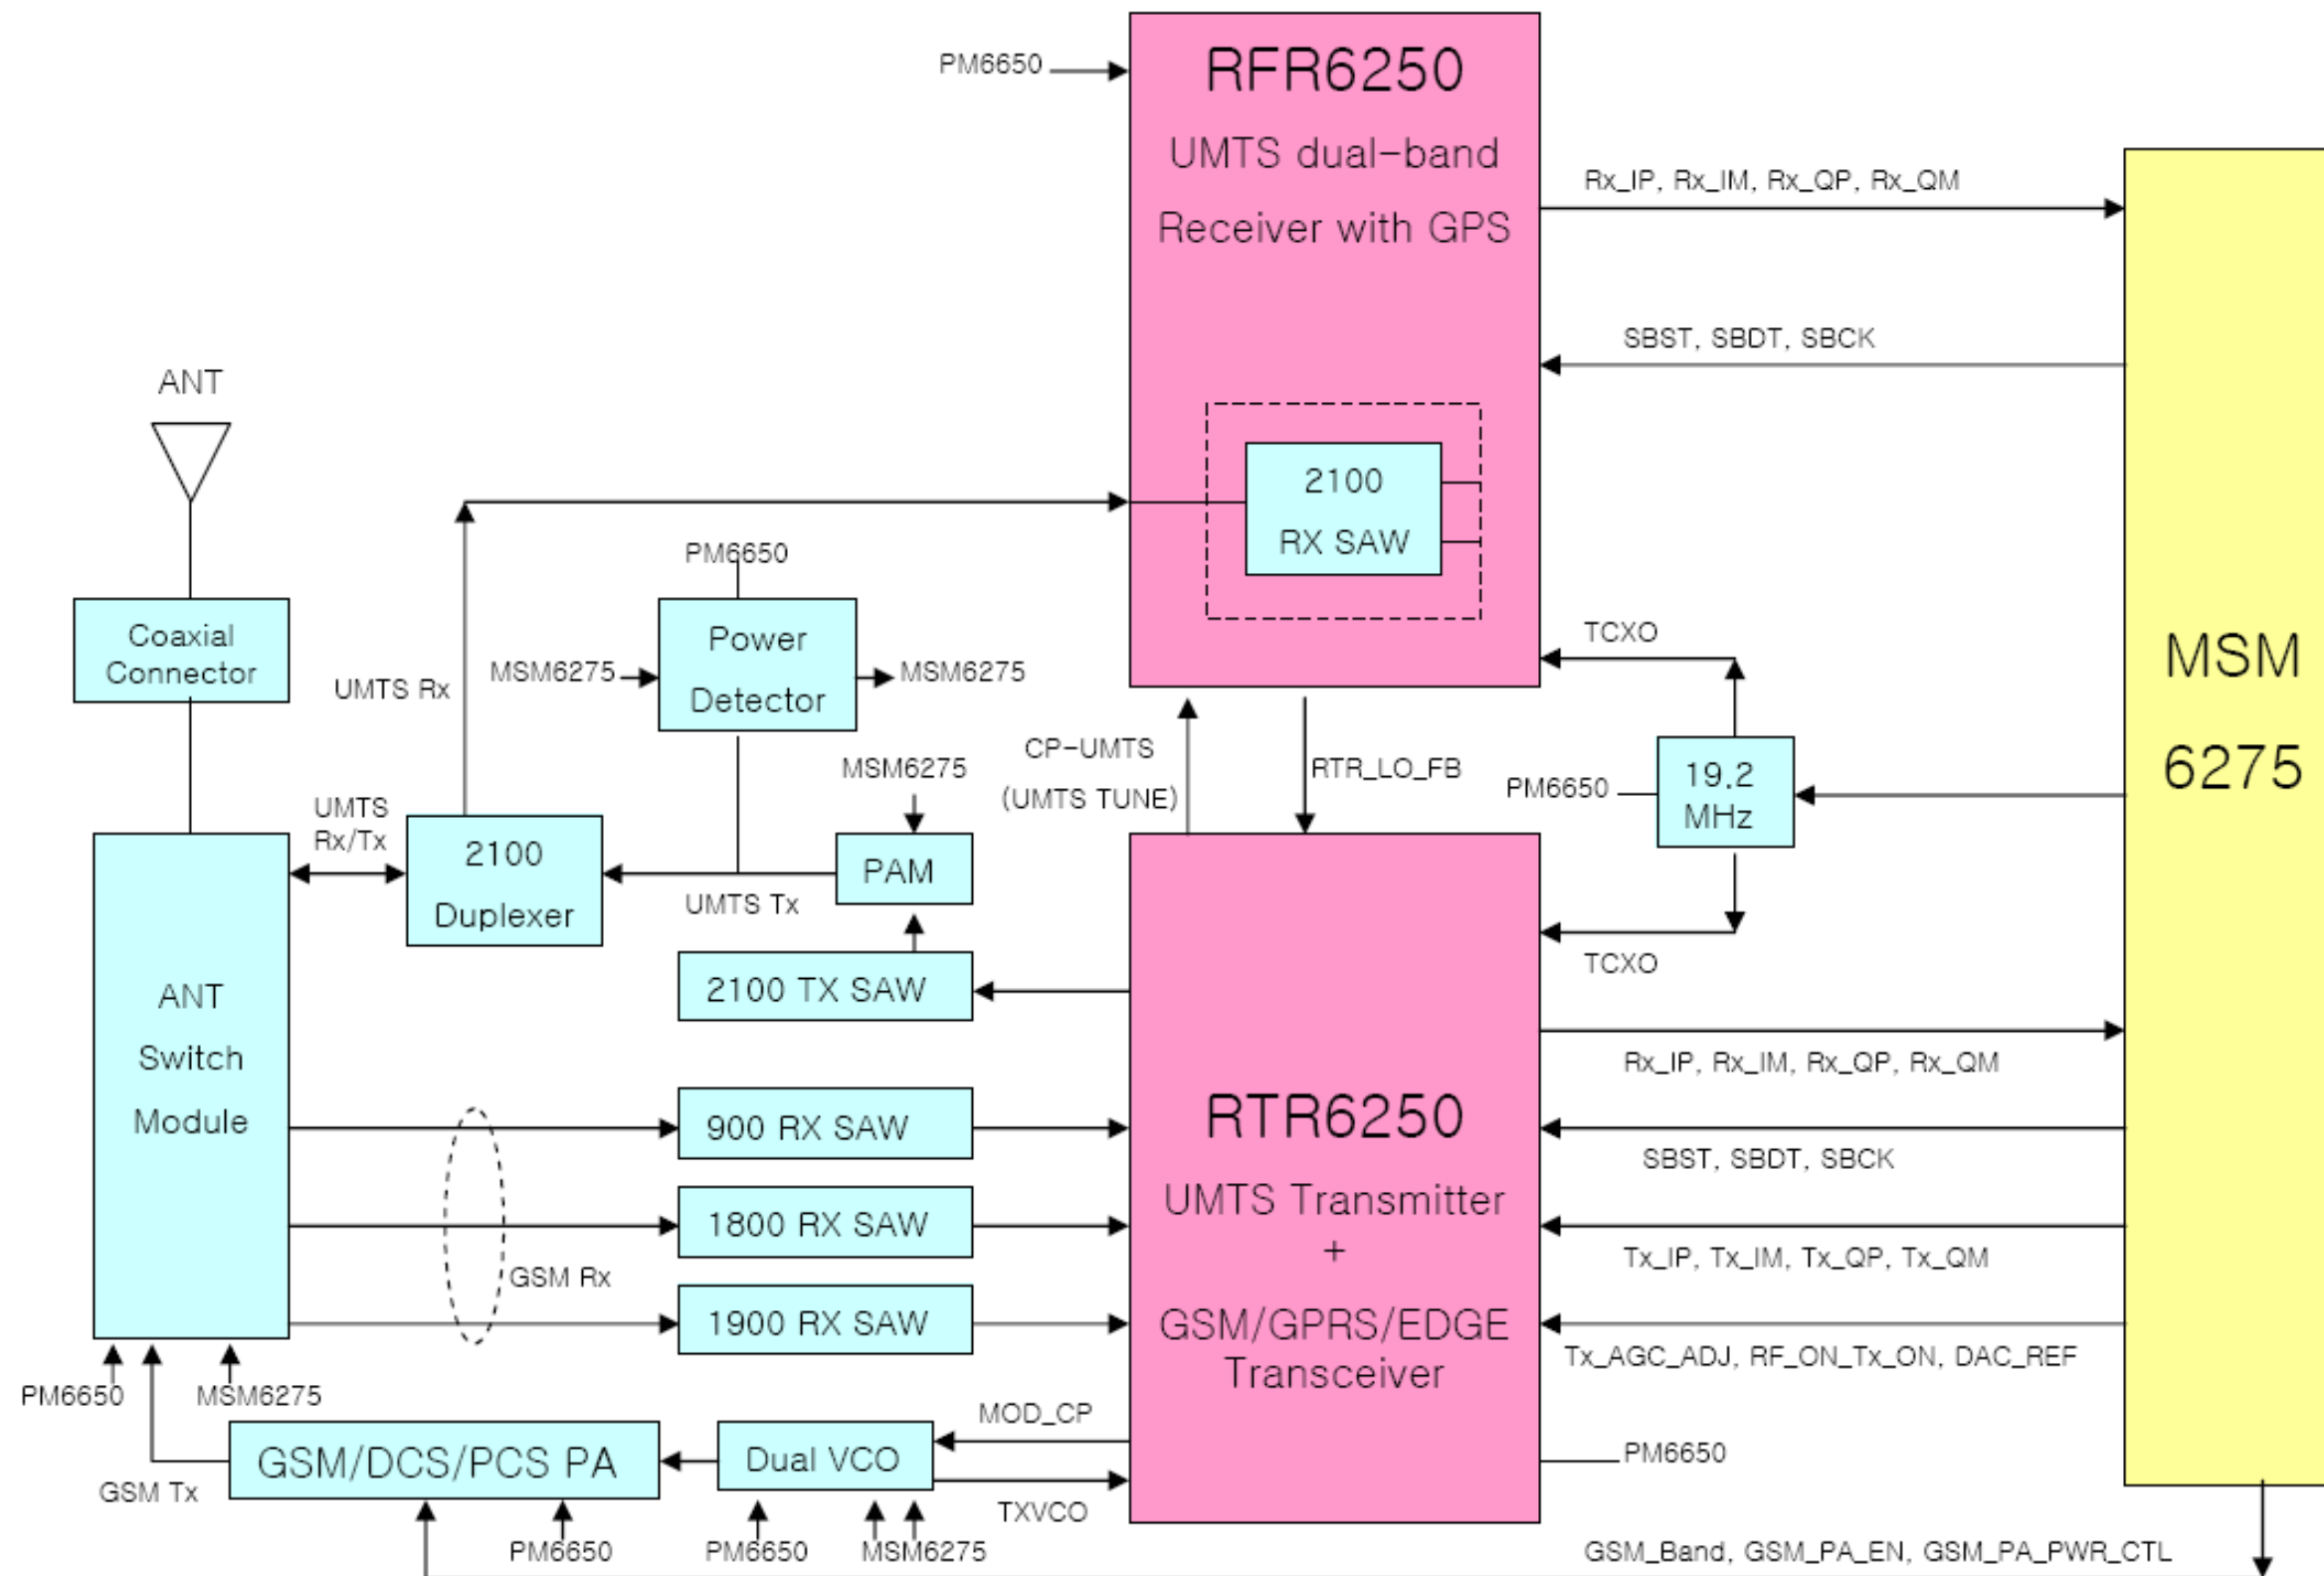 PM6650
RFR6250
UMTS dual-band
Receiver with GPS
Rx_IP, Rx_IM, Rx_QP, Rx_QM
SBST, SBDT, SBCK
ANT
2100
RX SAW
PM6650
Coaxial
Connector
Power
Detector
MSM6275
MSM6275
UMTS Rx
TCXO
MSM
6275
CP-UMTS
(UMTS TUNE)
RTR_LO_FB
MSM6275
PM6650
19.2
MHz
UMTS
Rx/Tx
2100
Duplexer
PAM
UMTS Tx
TCXO
2100 TX SAW
ANT
Switch
Module
Rx_IP, Rx_IM, Rx_QP, Rx_QM
900 RX SAW
RTR6250
SBST, SBDT, SBCK
1800 RX SAW
UMTS Transmitter
+
GSM/GPRS/EDGE
Transceiver
Tx_IP, Tx_IM, Tx_QP, Tx_QM
GSM Rx
1900 RX SAW
Tx_AGC_ADJ, RF_ON_Tx_ON, DAC_REF
PM6650
MSM6275
MOD_CP
GSM/DCS/PCS PA
Dual VCO
PM6650
GSM Tx
TXVCO
PM6650
PM6650
MSM6275
GSM_Band, GSM_PA_EN, GSM_PA_PWR_CTL